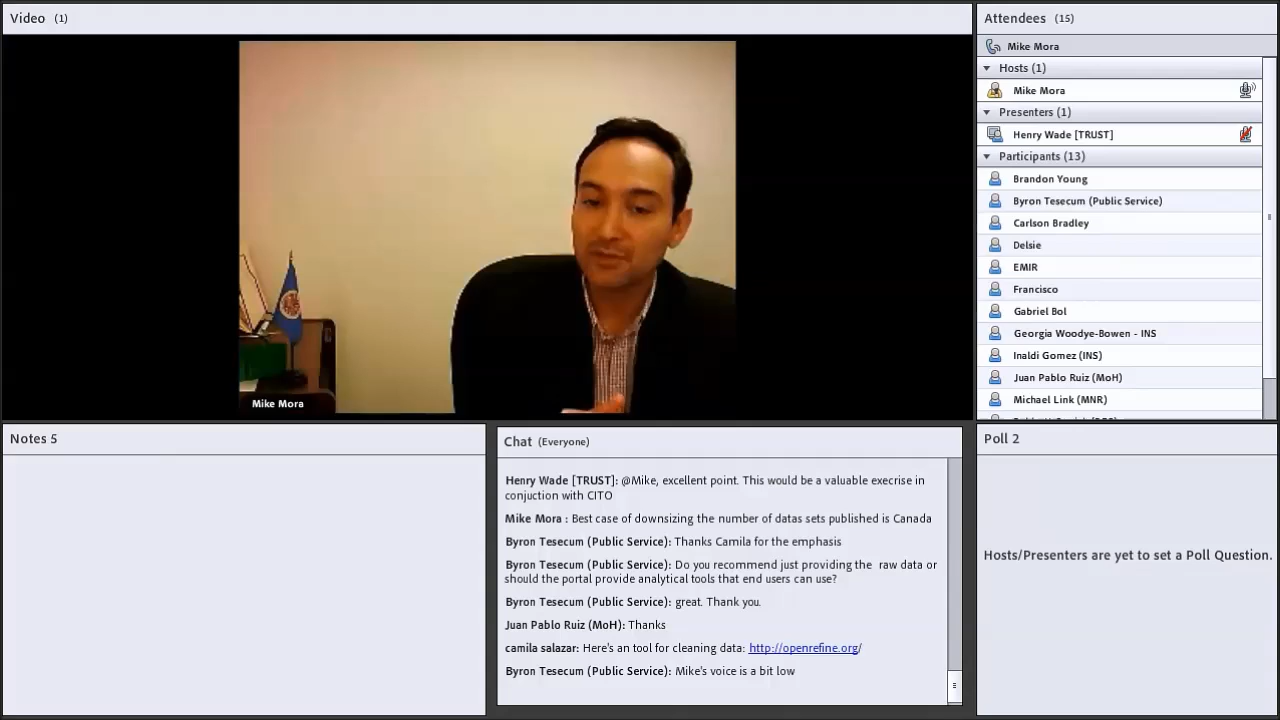 Video (1)
Mike Mora
Attendees (15)
Mike Mora
Hosts (1)
Mike Mora
Presenters (1)
Henry Wade [TRUST]
Participants (13)
Brandon Young
Byron Tesecum (Public Service)
Carlson Bradley
Delsie
EMIR
Francisco
Gabriel Bol
Georgia Woodye-Bowen - INS
Inaldi Gomez (INS)
Juan Pablo Ruiz (MoH)
Michael Link (MNR)
Notes 5
Chat (Everyone)
Henry Wade [TRUST]: @Mike, excellent point. This would be a valuable execrise in
conjuction with CITO
Mike Mora : Best case of downsizing the number of datas sets published is Canada
Byron Tesecum (Public Service): Thanks Camila for the emphasis
Byron Tesecum (Public Service): Do you recommend just providing the raw data or
should the portal provide analytical tools that end users can use?
Byron Tesecum (Public Service): great. Thank you.
Juan Pablo Ruiz (MoH): Thanks
camila salazar: Here's an tool for cleaning data: http://openrefine.org/
Byron Tesecum (Public Service): Mike's voice is a bit low
Poll 2
Hosts/Presenters are yet to set a Poll Question.